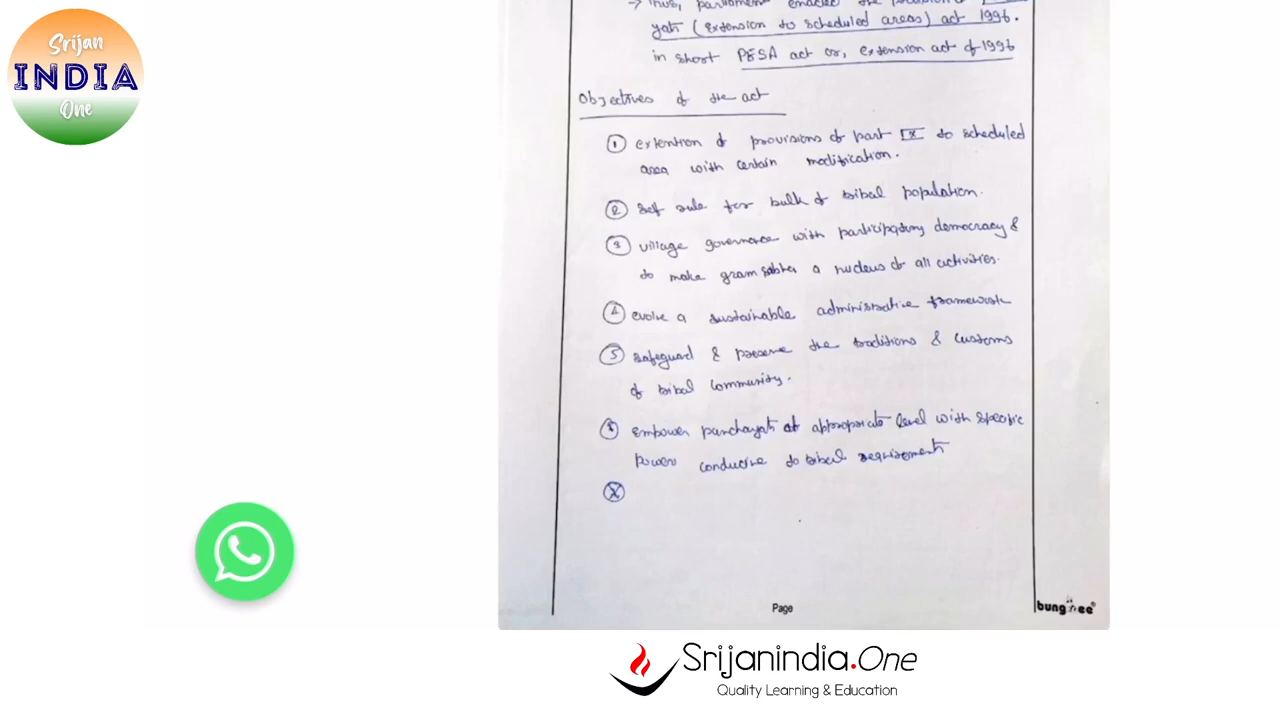 Srijan
INDIA
One
→ Thus, parliament enacted the
yats (extension to scheduled areas) act 1996.
in short PESA act or, extension act of 1996
Objectives of the act
① extention of provisions of part IX to scheduled
area with certain modification.
② self rule for bulk of tribal population.
③ village governance with participatory democracy &
to make gram sabha a nucleus of all activities.
④ evolve a sustainable administrative framework
⑤ safeguard & preserve the traditions & customs
of tribal community.
⑥ empower panchayats at appropriate level with specific
power conducive to tribal requirement
Page
bungee
Srijanindia.One
Quality Learning & Education